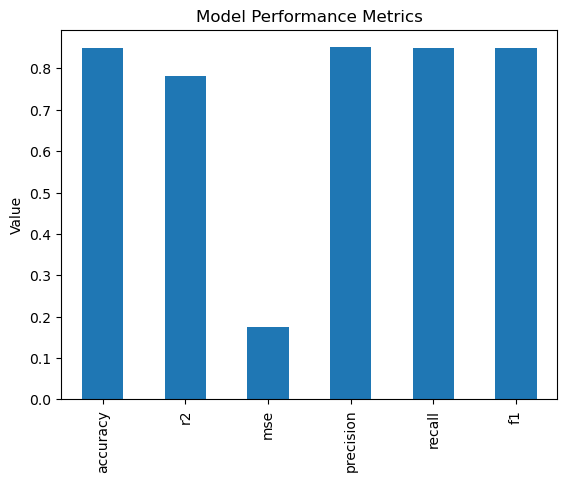 Model Performance Metrics
Value
0.8
0.7
0.6
0.5
0.4
0.3
0.2
0.1
0.0
accuracy
r2
mse
precision
recall
f1